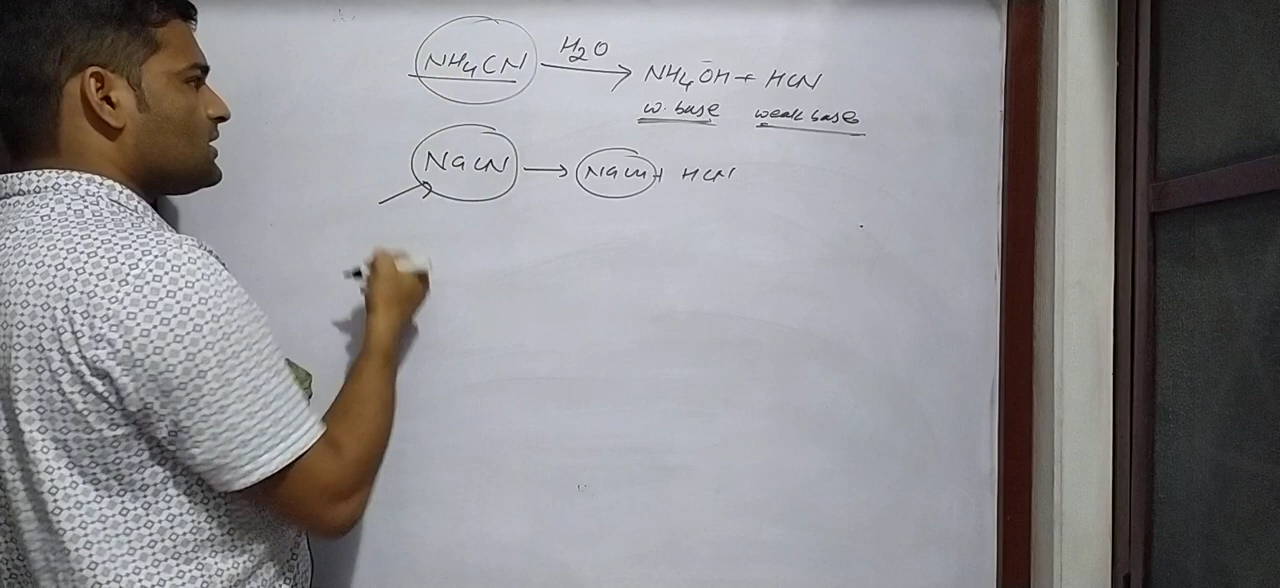 NH4CN H2O → NH4OH + HCN
w. base weak base
NaCN → NaOH + HCN